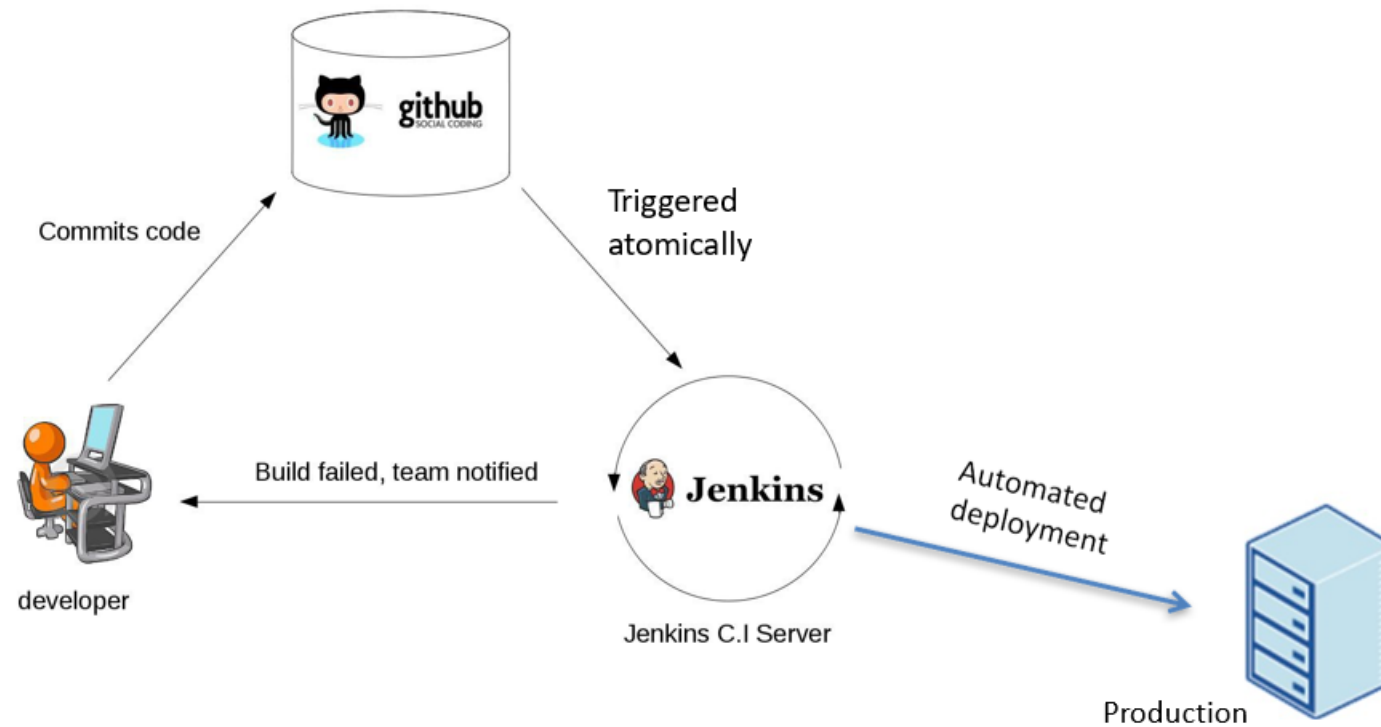 github
SOCIAL CODING
Triggered
atomically
Commits code
Jenkins
Build failed, team notified
Automated
deployment
developer
Jenkins C.I Server
Production